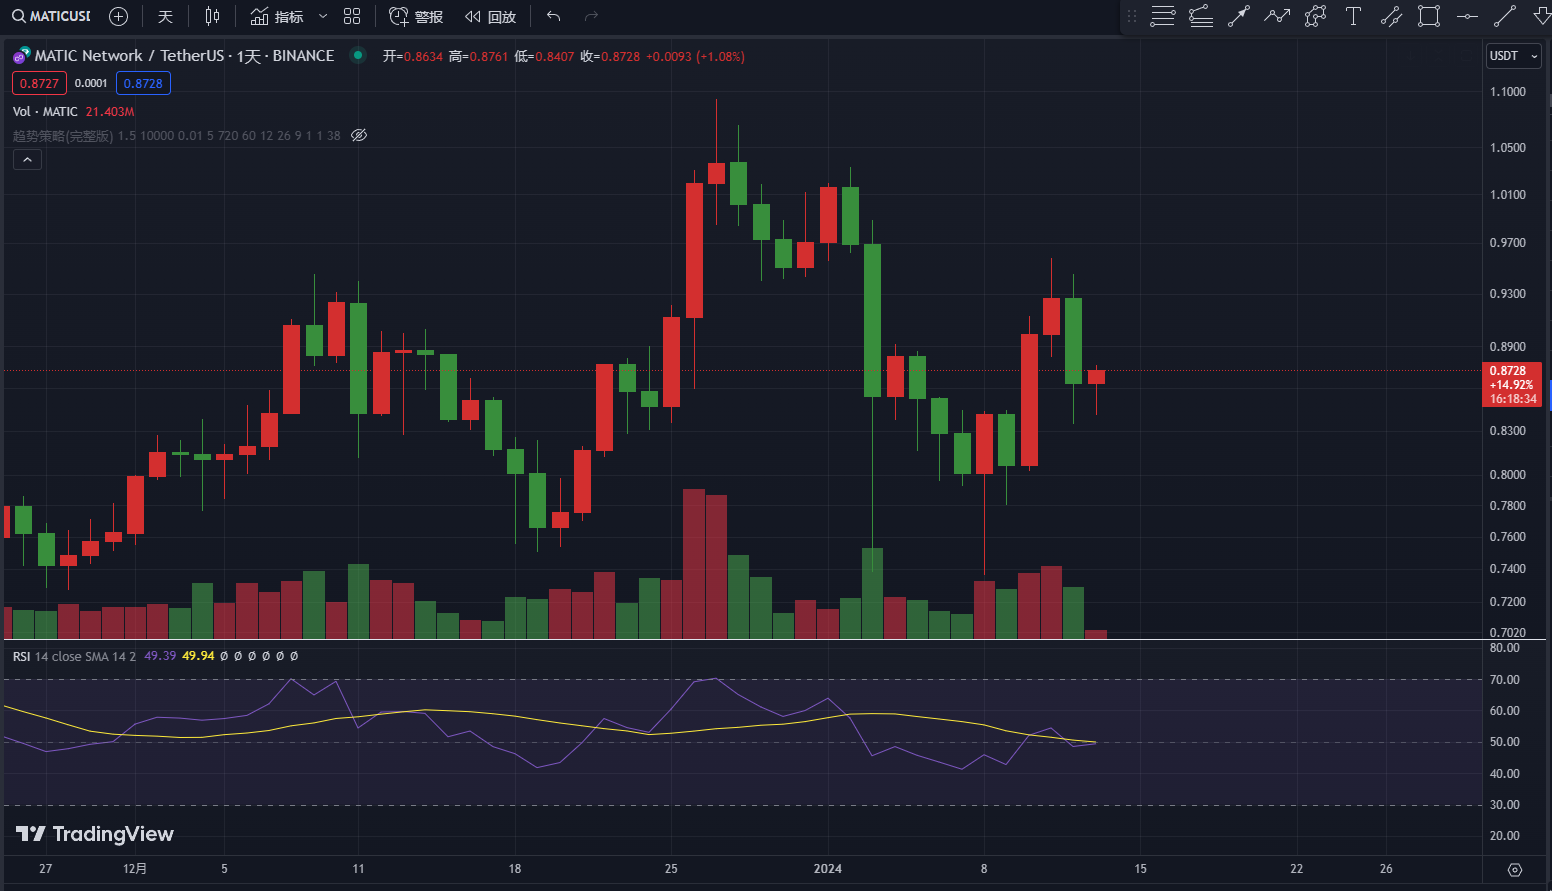 MATICUSD 天 指标 警报 回放
MATIC Network / TetherUS · 1天 · BINANCE 开=0.8634 高=0.8761 低=0.8407 收=0.8728 +0.0093 (+1.08%)
USDT
0.8727 0.0001 0.8728
Vol · MATIC 21.403M
趋势策略(完整版) 1.5 10000 0.01 5 720 60 12 26 9 1 1 38
1.1000
1.0500
1.0100
0.9700
0.9300
0.8900
0.8728
+14.92%
16:18:34
0.8300
0.8000
0.7800
0.7600
0.7400
0.7200
0.7020
RSI 14 close SMA 14 2 49.39 49.94 Ø Ø Ø Ø Ø Ø
80.00
70.00
60.00
50.00
40.00
30.00
20.00
TradingView
27 12月 5 11 18 25 2024 8 15 22 26